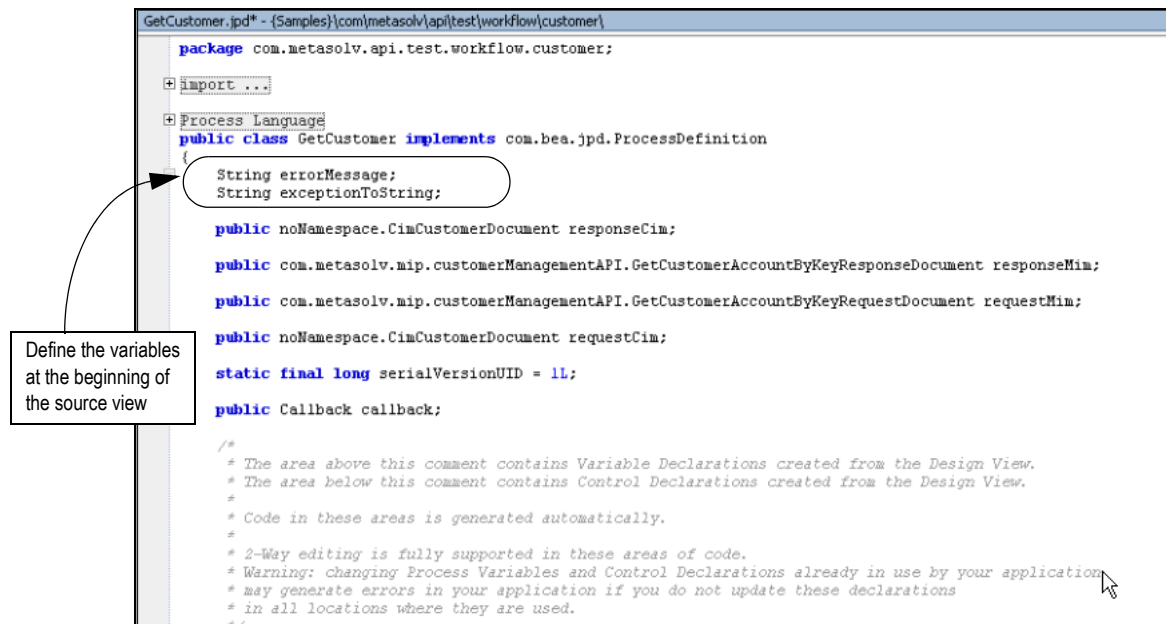 GetCustomer.jpd* - {Samples}\com\metasolv\api\test\workflow\customer\
package com.metasolv.api.test.workflow.customer;
import ...
Process Language
public class GetCustomer implements com.bea.jpd.ProcessDefinition
{
String errorMessage;
String exceptionToString;
public noNamespace.CimCustomerDocument responseCim;
public com.metasolv.mip.customerManagementAPI.GetCustomerAccountByKeyResponseDocument responseMim;
public com.metasolv.mip.customerManagementAPI.GetCustomerAccountByKeyRequestDocument requestMim;
public noNamespace.CimCustomerDocument requestCim;
Define the variables
at the beginning of
the source view
static final long serialVersionUID = 1L;
public Callback callback;
/*
* The area above this comment contains Variable Declarations created from the Design View.
* The area below this comment contains Control Declarations created from the Design View.
*
* Code in these areas is generated automatically.
*
* 2-Way editing is fully supported in these areas of code.
* Warning: changing Process Variables and Control Declarations already in use by your application
* may generate errors in your application if you do not update these declarations
* in all locations where they are used.